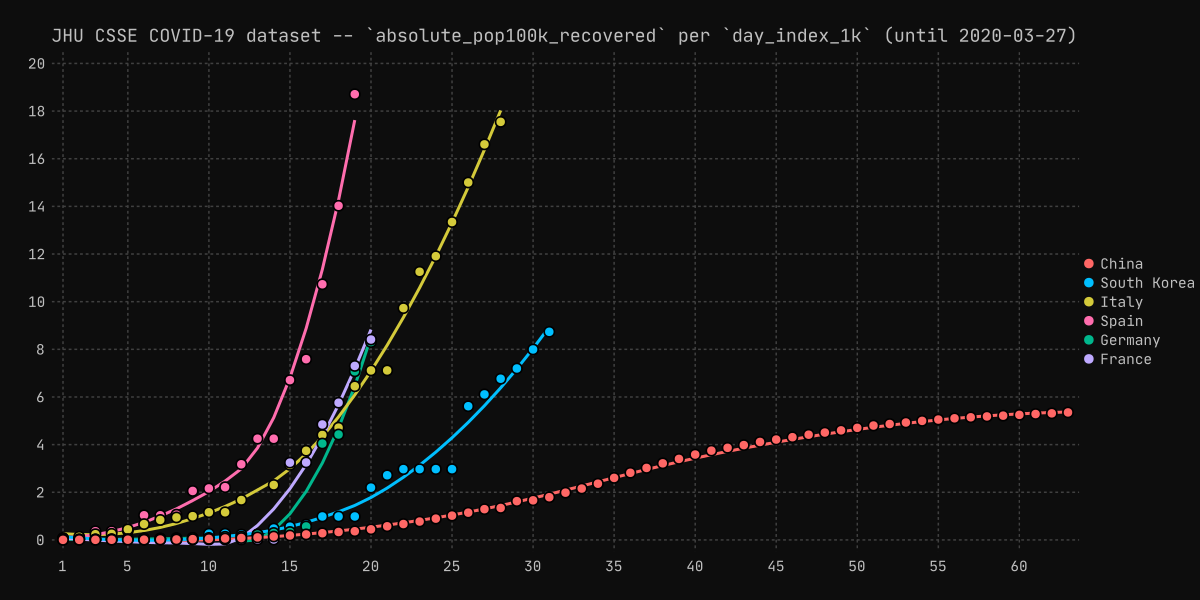 JHU CSSE COVID-19 dataset -- `absolute_pop100k_recovered` per `day_index_1k` (until 2020-03-27)
20
18
16
14
12
10
8
6
4
2
0
1 5 10 15 20 25 30 35 40 45 50 55 60
China
South Korea
Italy
Spain
Germany
France